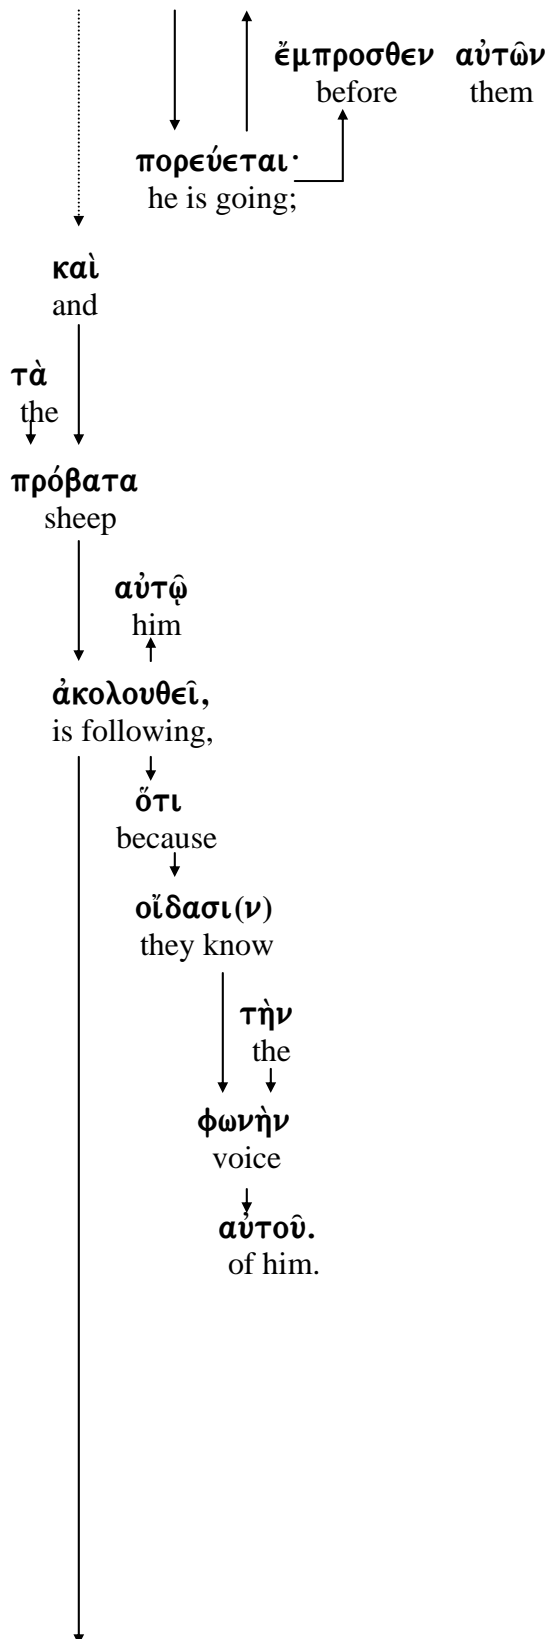 ἔμπροσθεν αὐτῶν
before them
πορεύεται·
he is going;
καὶ
and
τὰ
the
πρόβατα
sheep
αὐτῷ
him
ἀκολουθεῖ,
is following,
ὅτι
because
οἴδασι(ν)
they know
τὴν
the
φωνὴν
voice
αὐτοῦ.
of him.